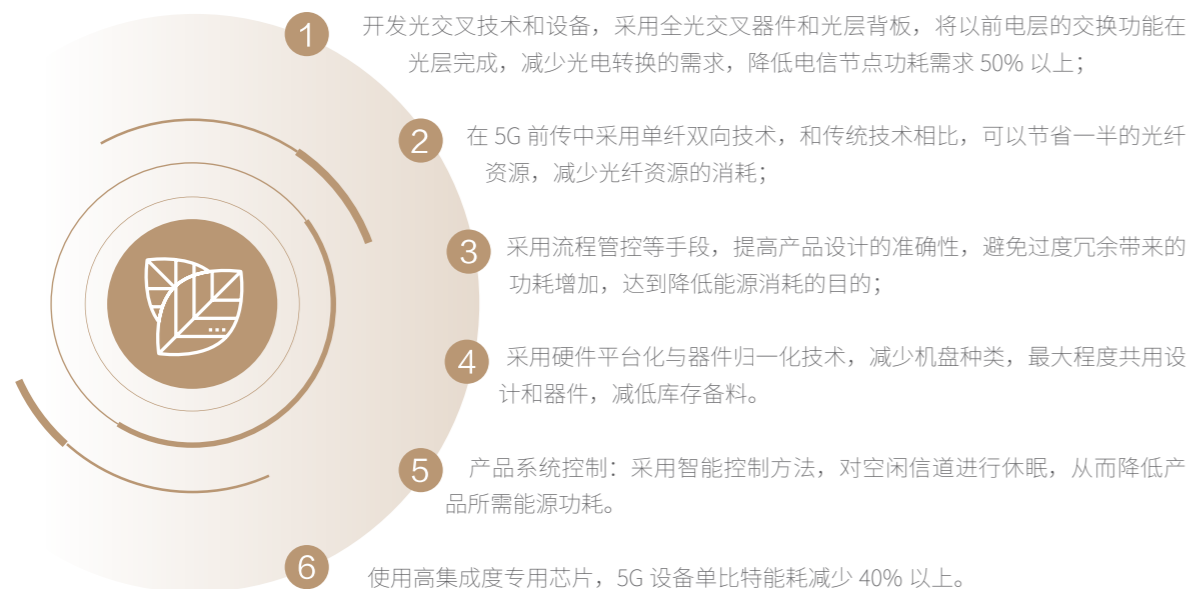 1 开发光交叉技术和设备，采用全光交叉器件和光层背板，将以前电层的交换功能在
光层完成，减少光电转换的需求，降低电信节点功耗需求 50% 以上；
2 在 5G 前传中采用单纤双向技术，和传统技术相比，可以节省一半的光纤
资源，减少光纤资源的消耗；
3 采用流程管控等手段，提高产品设计的准确性，避免过度冗余带来的
功耗增加，达到降低能源消耗的目的；
4 采用硬件平台化与器件归一化技术，减少机盘种类，最大程度共用设
计和器件，减低库存备料。
5 产品系统控制：采用智能控制方法，对空闲信道进行休眠，从而降低产
品所需能源功耗。
6 使用高集成度专用芯片，5G 设备单比特能耗减少 40% 以上。